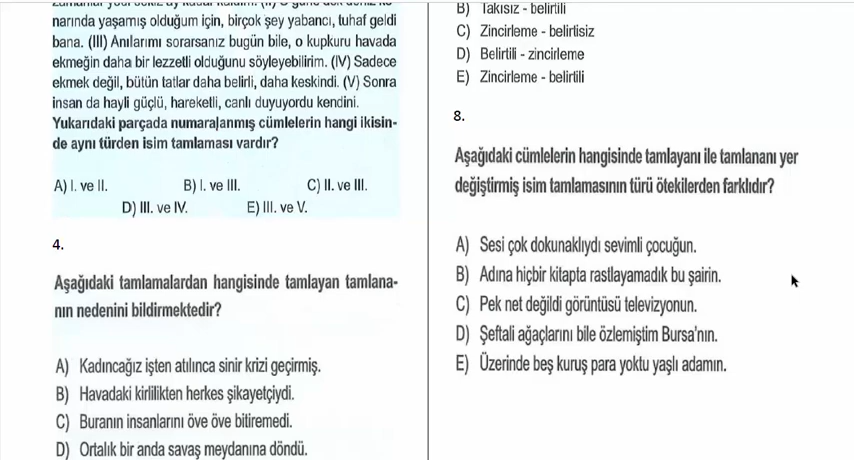 narında yaşamış olduğum için, birçok şey yabancı, tuhaf geldi
bana. (III) Anılarımı sorarsanız bugün bile, o kupkuru havada
ekmeğin daha bir lezzetli olduğunu söyleyebilirim. (IV) Sadece
ekmek değil, bütün tatlar daha belirli, daha keskindi. (V) Sonra
insan da hayli güçlü, hareketli, canlı duyuyordu kendini.
Yukarıdaki parçada numaralanmış cümlelerin hangi ikisin-
de aynı türden isim tamlaması vardır?
A) I. ve II. B) I. ve III. C) II. ve III.
D) III. ve IV. E) III. ve V.
4.
Aşağıdaki tamlamalardan hangisinde tamlayan tamlana-
nın nedenini bildirmektedir?
A) Kadıncağız işten atılınca sinir krizi geçirmiş.
B) Havadaki kirlilikten herkes şikayetçiydi.
C) Buranın insanlarını öve öve bitiremedi.
D) Ortalık bir anda savaş meydanına döndü.
B) Takısız - belirtili
C) Zincirleme - belirtisiz
D) Belirtili - zincirleme
E) Zincirleme - belirtili
8.
Aşağıdaki cümlelerin hangisinde tamlayanı ile tamlananı yer
değiştirmiş isim tamlamasının türü ötekilerden farklıdır?
A) Sesi çok dokunaklıydı sevimli çocuğun.
B) Adına hiçbir kitapta rastlayamadık bu şairin.
C) Pek net değildi görüntüsü televizyonun.
D) Şeftali ağaçlarını bile özlemiştim Bursa'nın.
E) Üzerinde beş kuruş para yoktu yaşlı adamın.